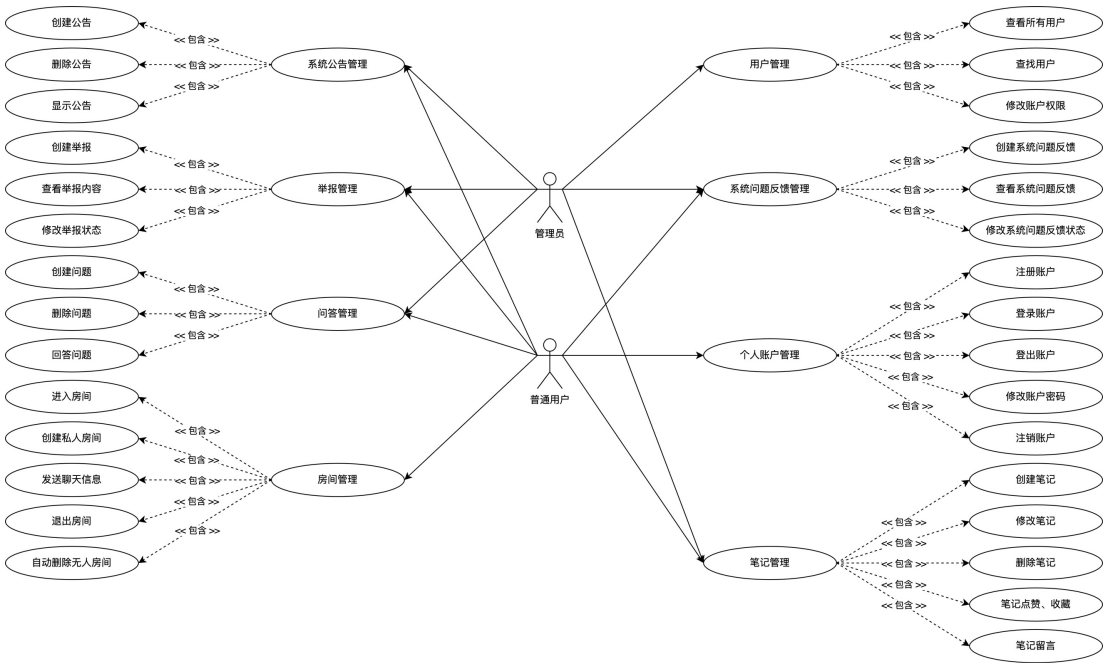 创建公告
<< 包含 >>
删除公告
<< 包含 >>
系统公告管理
<< 包含 >>
显示公告
创建举报
<< 包含 >>
查看举报内容
<< 包含 >>
举报管理
<< 包含 >>
修改举报状态
创建问题
<< 包含 >>
删除问题
<< 包含 >>
问答管理
<< 包含 >>
回答问题
进入房间
<< 包含 >>
创建私人房间
<< 包含 >>
发送聊天信息
<< 包含 >>
房间管理
<< 包含 >>
退出房间
<< 包含 >>
自动删除无人房间
管理员
普通用户
查看所有用户
<< 包含 >>
用户管理
<< 包含 >>
查找用户
<< 包含 >>
修改账户权限
创建系统问题反馈
<< 包含 >>
系统问题反馈管理
<< 包含 >>
查看系统问题反馈
<< 包含 >>
修改系统问题反馈状态
注册账户
<< 包含 >>
登录账户
<< 包含 >>
个人账户管理
<< 包含 >>
登出账户
<< 包含 >>
修改账户密码
<< 包含 >>
注销账户
创建笔记
<< 包含 >>
修改笔记
<< 包含 >>
笔记管理
<< 包含 >>
删除笔记
<< 包含 >>
笔记点赞、收藏
<< 包含 >>
笔记留言